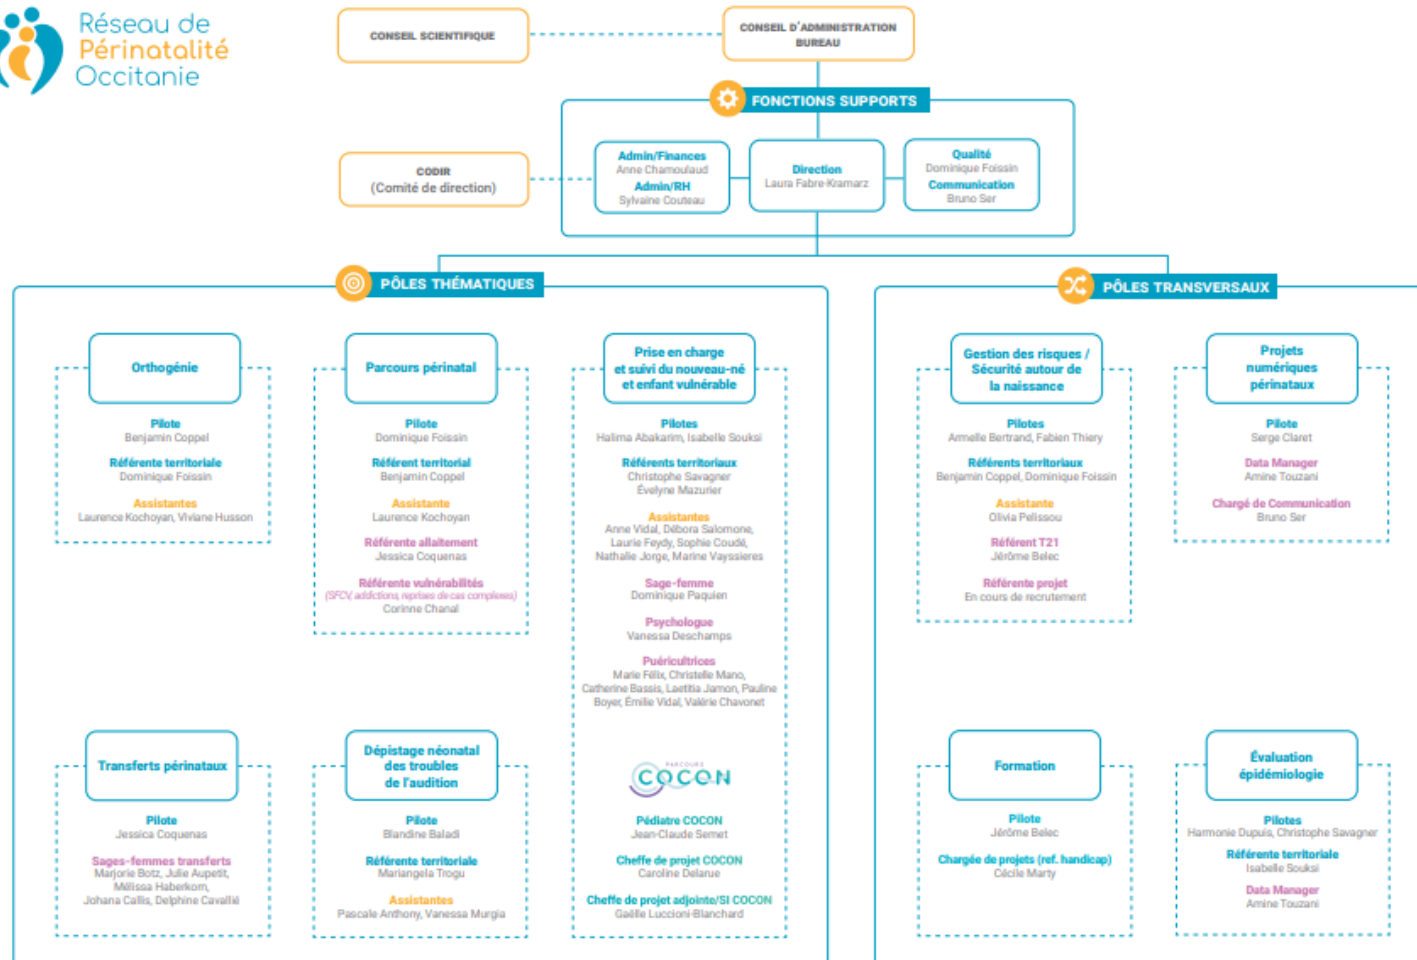 Réseau de
Périnatalité
Occitanie
CONSEIL SCIENTIFIQUE
CONSEIL D'ADMINISTRATION
BUREAU
FONCTIONS SUPPORTS
CODIR
(Comité de direction)
Admin/Finances
Anne Chamoulaud
Admin/RH
Sylvaine Couteau
Direction
Laura Fabre-Kramarz
Qualité
Dominique Foissin
Communication
Bruno Ser
PÔLES THÉMATIQUES
PÔLES TRANSVERSAUX
Orthogénie
Pilote
Benjamin Coppel
Référente territoriale
Dominique Foissin
Assistantes
Laurence Kochoyan, Viviane Husson
Parcours périnatal
Pilote
Dominique Foissin
Référent territorial
Benjamin Coppel
Assistante
Laurence Kochoyan
Référente allaitement
Jessica Coquenas
Référente vulnérabilités
(SFCV, addictions, reprises de cas complexes)
Corinne Chanal
Prise en charge
et suivi du nouveau-né
et enfant vulnérable
Pilotes
Halima Abakarim, Isabelle Souksi
Référents territoriaux
Christophe Savagner
Évelyne Mazurier
Assistantes
Anne Vidal, Débora Salomone,
Laurie Feydy, Sophie Coudé,
Nathalie Jorge, Marine Vayssieres
Sage-femme
Dominique Paquien
Psychologue
Vanessa Deschamps
Puéricultrices
Marie Félix, Christelle Mano,
Catherine Bassis, Laetitia Jamon, Pauline
Boyer, Émilie Vidal, Valérie Chavonet
PARCOURS
COCON
Pédiatre COCON
Jean-Claude Semet
Cheffe de projet COCON
Caroline Delarue
Cheffe de projet adjointe/SI COCON
Gaëlle Luccioni-Blanchard
Gestion des risques /
Sécurité autour de
la naissance
Pilotes
Armelle Bertrand, Fabien Thiery
Référents territoriaux
Benjamin Coppel, Dominique Foissin
Assistante
Olivia Pelissou
Référent T21
Jérôme Belec
Référente projet
En cours de recrutement
Projets
numériques
périnataux
Pilote
Serge Claret
Data Manager
Amine Touzani
Chargé de Communication
Bruno Ser
Transferts périnataux
Pilote
Jessica Coquenas
Sages-femmes transferts
Marjorie Botz, Julie Aupetit,
Mélissa Haberkorn,
Johana Callis, Delphine Cavallié
Dépistage néonatal
des troubles
de l'audition
Pilote
Blandine Baladi
Référente territoriale
Mariangela Trogu
Assistantes
Pascale Anthony, Vanessa Murgia
Formation
Pilote
Jérôme Belec
Chargée de projets (ref. handicap)
Cécile Marty
Évaluation
épidémiologie
Pilotes
Harmonie Dupuis, Christophe Savagner
Référente territoriale
Isabelle Souksi
Data Manager
Amine Touzani